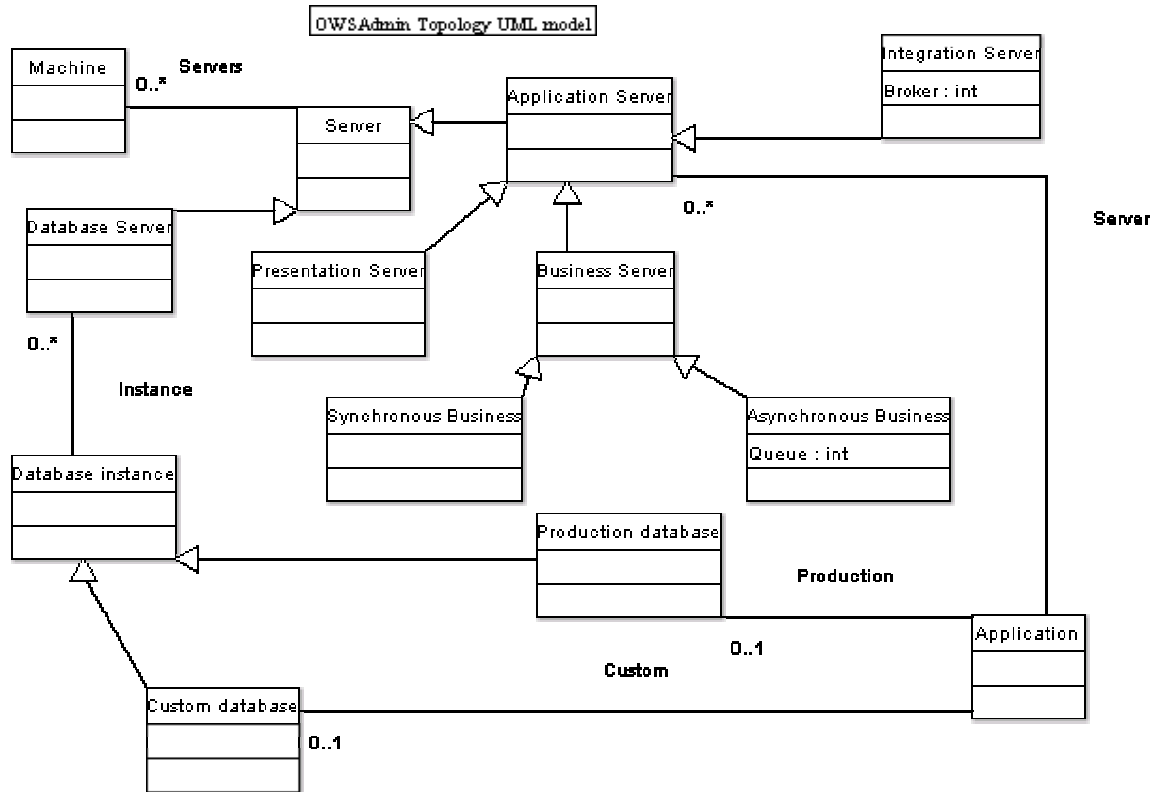 OWSAdmin Topology UML model
Machine
0..*
Servers
Server
Application Server
Integration Server
Broker : int
0..*
Server
Database Server
Presentation Server
Business Server
0..*
Instance
Synchronous Business
Asynchronous Business
Queue : int
Database instance
Production database
Production
0..1
Application
Custom
Custom database
0..1